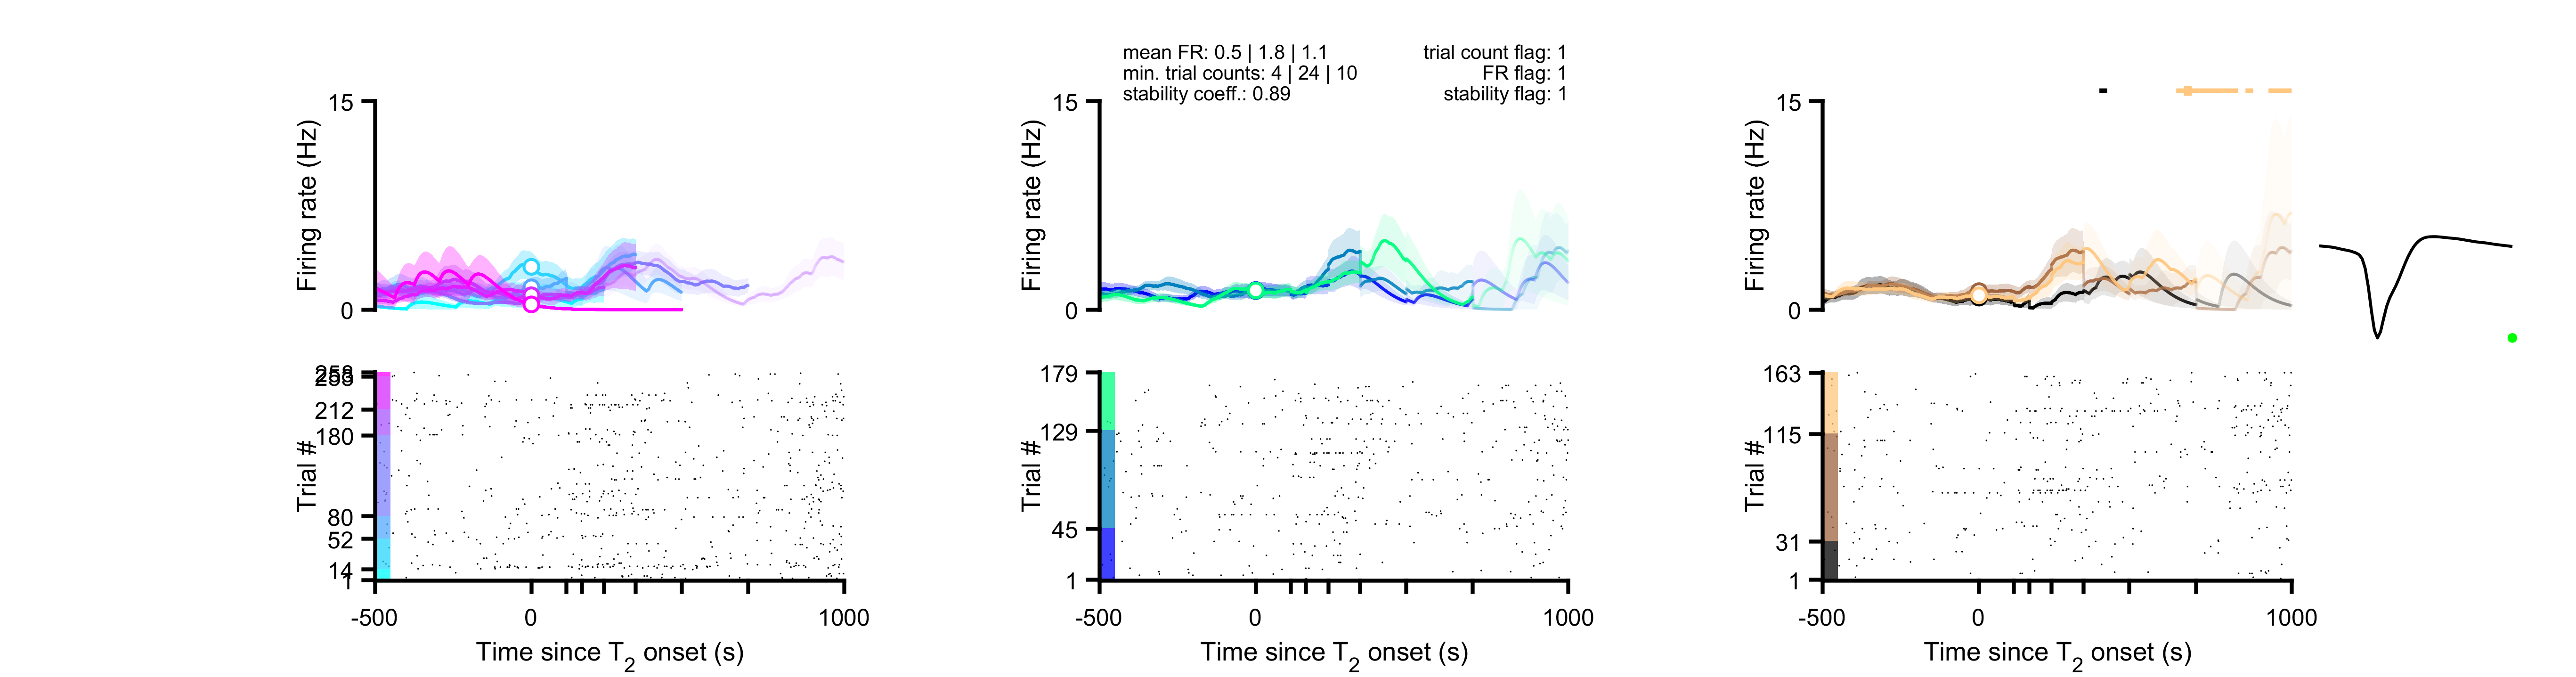 mean FR: 0.5 | 1.8 | 1.1
min. trial counts: 4 | 24 | 10
stability coeff.: 0.89
trial count flag: 1
FR flag: 1
stability flag: 1
15
0
Firing rate (Hz)
15
0
Firing rate (Hz)
15
0
Firing rate (Hz)
212
180
80
52
14
1
Trial #
-500
0
1000
Time since T2 onset (s)
179
129
45
1
Trial #
-500
0
1000
Time since T2 onset (s)
163
115
31
1
Trial #
-500
0
1000
Time since T2 onset (s)